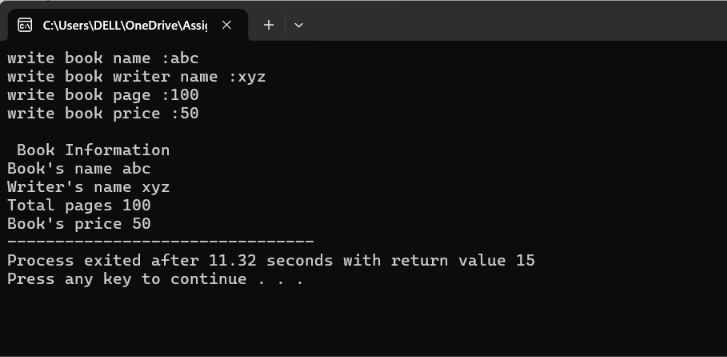 C:\Users\DELL\OneDrive\Assig
write book name :abc
write book writer name :xyz
write book page :100
write book price :50
 Book Information
Book's name abc
Writer's name xyz
Total pages 100
Book's price 50
--------------------------------
Process exited after 11.32 seconds with return value 15
Press any key to continue . . .